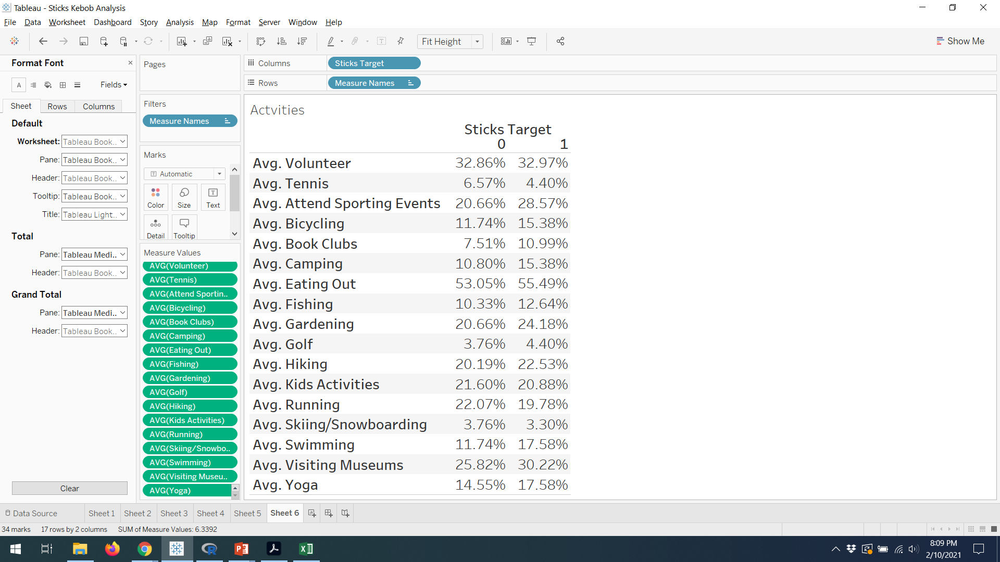 Tableau - Sticks Kebob Analysis
File Data Worksheet Dashboard Story Analysis Map Format Server Window Help
Fit Height
Show Me
Format Font
A
Fields
Sheet Rows Columns
Default
Worksheet: Tableau Book..
Pane: Tableau Book..
Header: Tableau Book..
Tooltip: Tableau Book..
Title: Tableau Light..
Total
Pane: Tableau Medi..
Header: Tableau Book..
Grand Total
Pane: Tableau Medi..
Header: Tableau Book..
Clear
Pages
Filters
Measure Names
Marks
Automatic
Color Size Text
Detail Tooltip
Measure Values
AVG(Volunteer)
AVG(Tennis)
AVG(Attend Sportin..
AVG(Bicycling)
AVG(Book Clubs)
AVG(Camping)
AVG(Eating Out)
AVG(Fishing)
AVG(Gardening)
AVG(Golf)
AVG(Hiking)
AVG(Kids Activities)
AVG(Running)
AVG(Skiing/Snowbo..
AVG(Swimming)
AVG(Visiting Museu..
AVG(Yoga)
Columns Sticks Target
Rows Measure Names
Actvities
Sticks Target
0 1
Avg. Volunteer 32.86% 32.97%
Avg. Tennis 6.57% 4.40%
Avg. Attend Sporting Events 20.66% 28.57%
Avg. Bicycling 11.74% 15.38%
Avg. Book Clubs 7.51% 10.99%
Avg. Camping 10.80% 15.38%
Avg. Eating Out 53.05% 55.49%
Avg. Fishing 10.33% 12.64%
Avg. Gardening 20.66% 24.18%
Avg. Golf 3.76% 4.40%
Avg. Hiking 20.19% 22.53%
Avg. Kids Activities 21.60% 20.88%
Avg. Running 22.07% 19.78%
Avg. Skiing/Snowboarding 3.76% 3.30%
Avg. Swimming 11.74% 17.58%
Avg. Visiting Museums 25.82% 30.22%
Avg. Yoga 14.55% 17.58%
Data Source Sheet 1 Sheet 2 Sheet 3 Sheet 4 Sheet 5 Sheet 6
34 marks 17 rows by 2 columns SUM of Measure Values: 6.3392
8:09 PM
2/10/2021